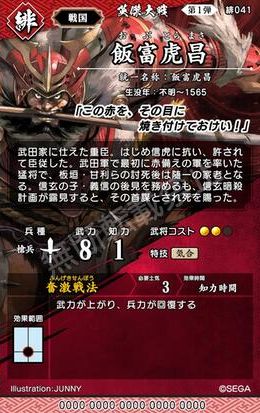 緋
戦国
英傑大戦
第1弾
緋041
おぶ とらまさ
飯富虎昌
統一名称：飯富虎昌
生没年：不明～1565
「この赤を、その目に
焼き付けておけい！！」
武田家に仕えた重臣。はじめ信虎に抗い、許され
て臣従した。武田軍で最初に赤備えの軍を率いた
猛将で、板垣・甘利らの討死後は随一の家老とな
る。信玄の子・義信の後見を務めるも、信玄暗殺
計画が露見すると、その首謀とされ死を賜った。
兵種 武力 知力
槍兵 8 1
武将コスト
特技 気合
ふんげきせんぽう
奮激戦法
必要士気
3
効果時間
知力時間
効果範囲
武力が上がり、兵力が回復する
Illustration:JUNNY
©SEGA
0000 0000 0000 0000 0000